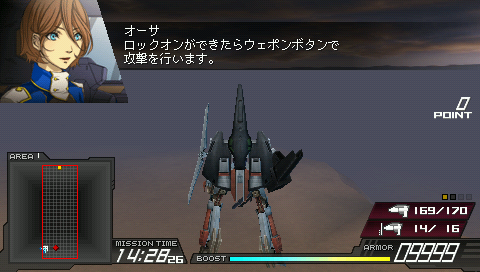 オーサ
ロックオンができたらウェポンボタンで
攻撃を行います。
0
POINT
AREA 1
169/170
14/ 16
MISSION TIME
14:28 26
BOOST
ARMOR
09999